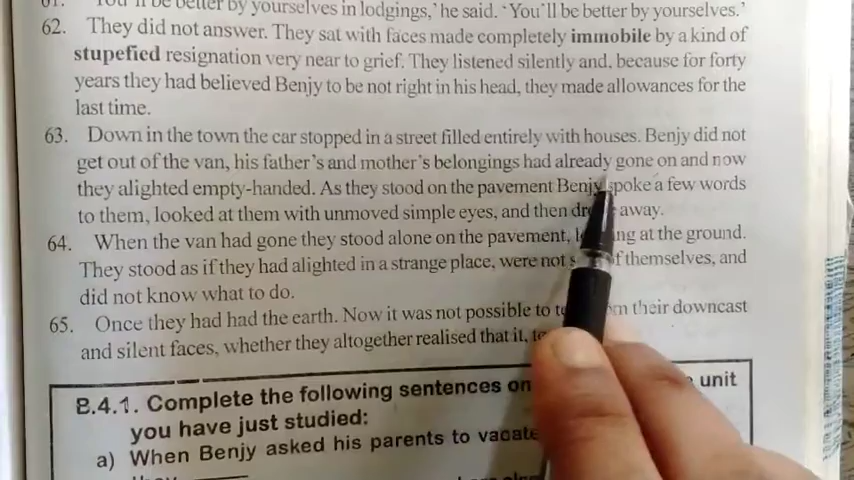 You'll be better by yourselves in lodgings,' he said. 'You'll be better by yourselves.'
62. They did not answer. They sat with faces made completely immobile by a kind of
stupefied resignation very near to grief. They listened silently and, because for forty
years they had believed Benjy to be not right in his head, they made allowances for the
last time.
63. Down in the town the car stopped in a street filled entirely with houses. Benjy did not
get out of the van, his father's and mother's belongings had already gone on and now
they alighted empty-handed. As they stood on the pavement Benjy spoke a few words
to them, looked at them with unmoved simple eyes, and then away.
64. When the van had gone they stood alone on the pavement, at the ground.
They stood as if they had alighted in a strange place, were not of themselves, and
did not know what to do.
65. Once they had had the earth. Now it was not possible to their downcast
and silent faces, whether they altogether realised that it,
B.4.1. Complete the following sentences on unit
you have just studied:
a) When Benjy asked his parents to vacate
they